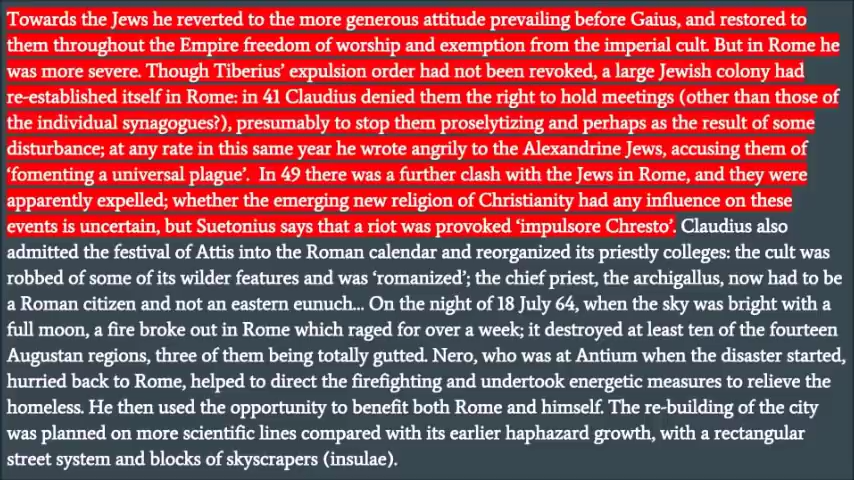 Towards the Jews he reverted to the more generous attitude prevailing before Gaius, and restored to
them throughout the Empire freedom of worship and exemption from the imperial cult. But in Rome he
was more severe. Though Tiberius’ expulsion order had not been revoked, a large Jewish colony had
re-established itself in Rome: in 41 Claudius denied them the right to hold meetings (other than those of
the individual synagogues?), presumably to stop them proselytizing and perhaps as the result of some
disturbance; at any rate in this same year he wrote angrily to the Alexandrine Jews, accusing them of
‘fomenting a universal plague’. In 49 there was a further clash with the Jews in Rome, and they were
apparently expelled; whether the emerging new religion of Christianity had any influence on these
events is uncertain, but Suetonius says that a riot was provoked ‘impulsore Chresto’. Claudius also
admitted the festival of Attis into the Roman calendar and reorganized its priestly colleges: the cult was
robbed of some of its wilder features and was ‘romanized’; the chief priest, the archigallus, now had to be
a Roman citizen and not an eastern eunuch... On the night of 18 July 64, when the sky was bright with a
full moon, a fire broke out in Rome which raged for over a week; it destroyed at least ten of the fourteen
Augustan regions, three of them being totally gutted. Nero, who was at Antium when the disaster started,
hurried back to Rome, helped to direct the firefighting and undertook energetic measures to relieve the
homeless. He then used the opportunity to benefit both Rome and himself. The re-building of the city
was planned on more scientific lines compared with its earlier haphazard growth, with a rectangular
street system and blocks of skyscrapers (insulae).